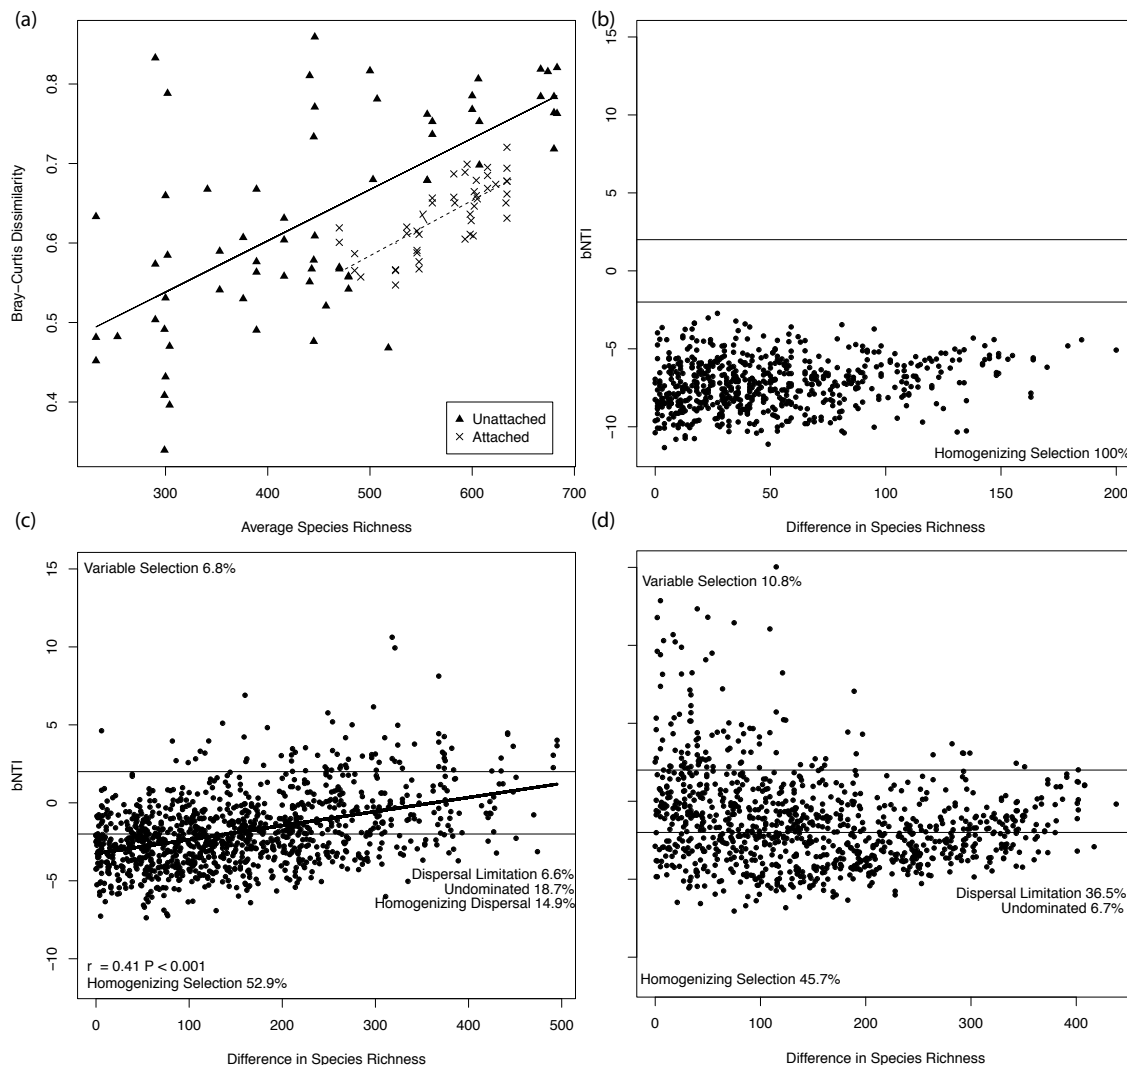 (a)
Bray−Curtis Dissimilarity
0.4
0.5
0.6
0.7
0.8
300
400
500
600
700
Average Species Richness
Unattached
Attached
(b)
bNTI
15
10
5
0
−5
−10
Homogenizing Selection 100%
0
50
100
150
200
Difference in Species Richness
(c)
Variable Selection 6.8%
bNTI
15
10
5
0
−5
−10
Dispersal Limitation 6.6%
Undominated 18.7%
Homogenizing Dispersal 14.9%
r = 0.41 P < 0.001
Homogenizing Selection 52.9%
0
100
200
300
400
500
Difference in Species Richness
(d)
Variable Selection 10.8%
Dispersal Limitation 36.5%
Undominated 6.7%
Homogenizing Selection 45.7%
0
100
200
300
400
Difference in Species Richness